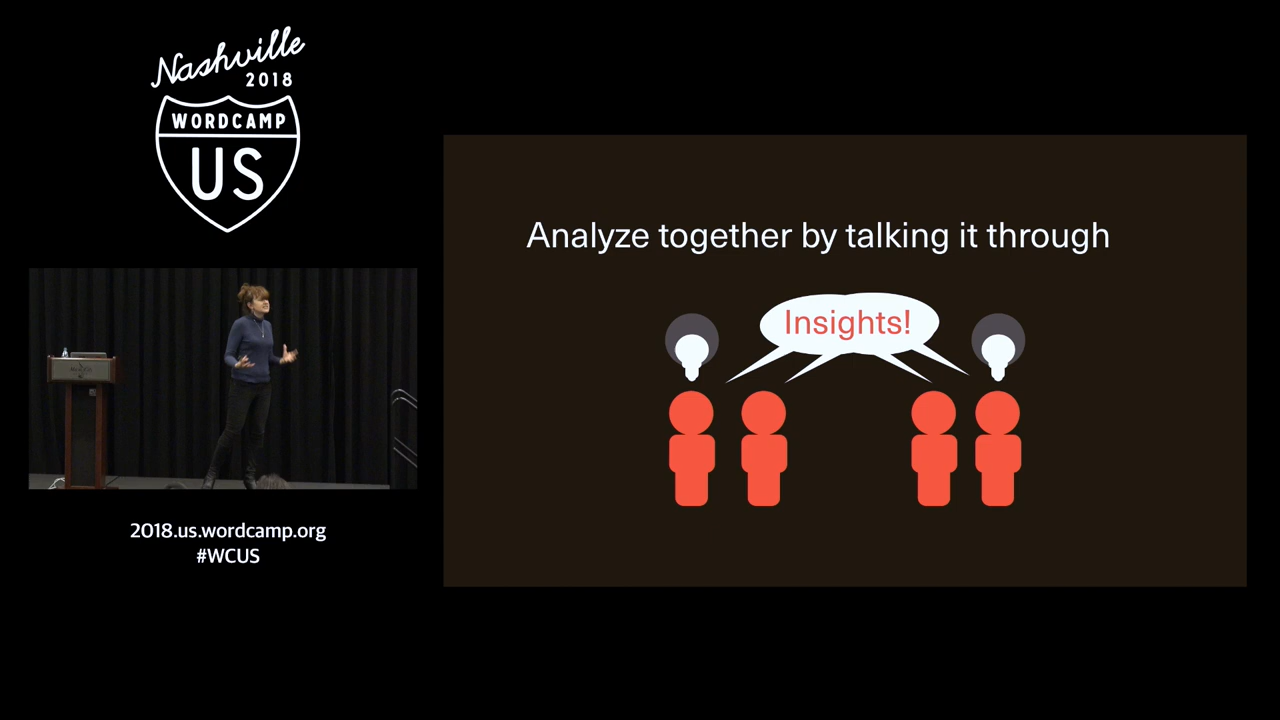 Nashville
2018
WORDCAMP
US
Analyze together by talking it through
Insights!
2018.us.wordcamp.org
#WCUS